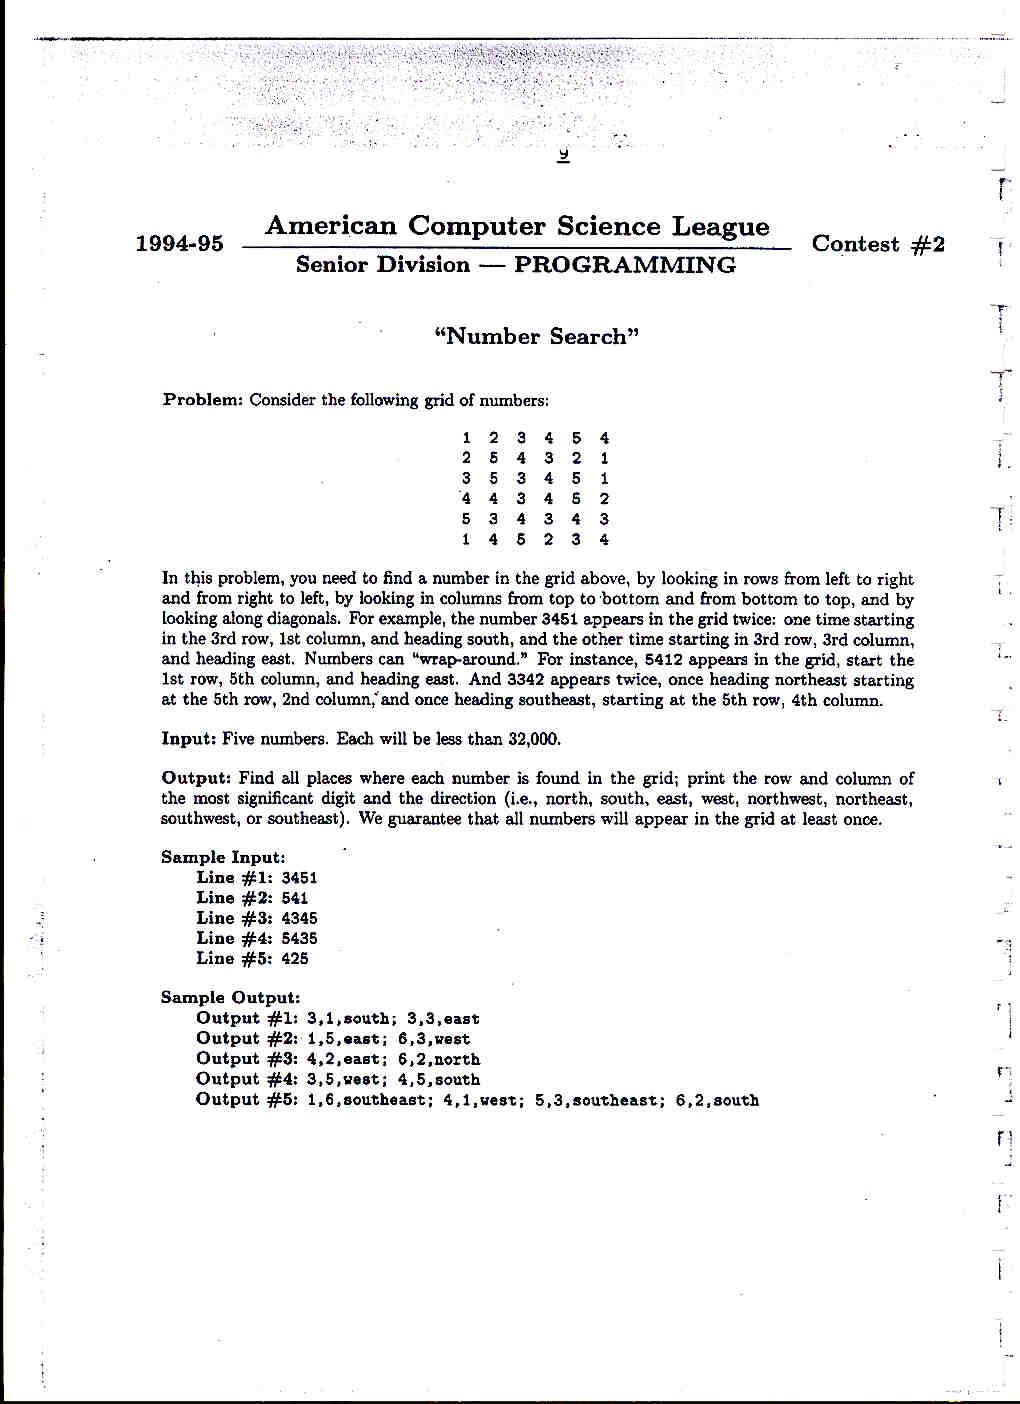 y
American Computer Science League
1994-95
Contest #2
Senior Division — PROGRAMMING
“Number Search”
Problem: Consider the following grid of numbers:
1 2 3 4 5 4
2 5 4 3 2 1
3 5 3 4 5 1
4 4 3 4 5 2
5 3 4 3 4 3
1 4 5 2 3 4
In this problem, you need to find a number in the grid above, by looking in rows from left to right
and from right to left, by looking in columns from top to bottom and from bottom to top, and by
looking along diagonals. For example, the number 3451 appears in the grid twice: one time starting
in the 3rd row, 1st column, and heading south, and the other time starting in 3rd row, 3rd column,
and heading east. Numbers can “wrap-around.” For instance, 5412 appears in the grid, start the
1st row, 5th column, and heading east. And 3342 appears twice, once heading northeast starting
at the 5th row, 2nd column, and once heading southeast, starting at the 5th row, 4th column.
Input: Five numbers. Each will be less than 32,000.
Output: Find all places where each number is found in the grid; print the row and column of
the most significant digit and the direction (i.e., north, south, east, west, northwest, northeast,
southwest, or southeast). We guarantee that all numbers will appear in the grid at least once.
Sample Input:
Line #1: 3451
Line #2: 541
Line #3: 4345
Line #4: 5435
Line #5: 425
Sample Output:
Output #1: 3,1,south; 3,3,east
Output #2: 1,5,east; 6,3,west
Output #3: 4,2,east; 6,2,north
Output #4: 3,5,west; 4,5,south
Output #5: 1,6,southeast; 4,1,west; 5,3,southeast; 6,2,south